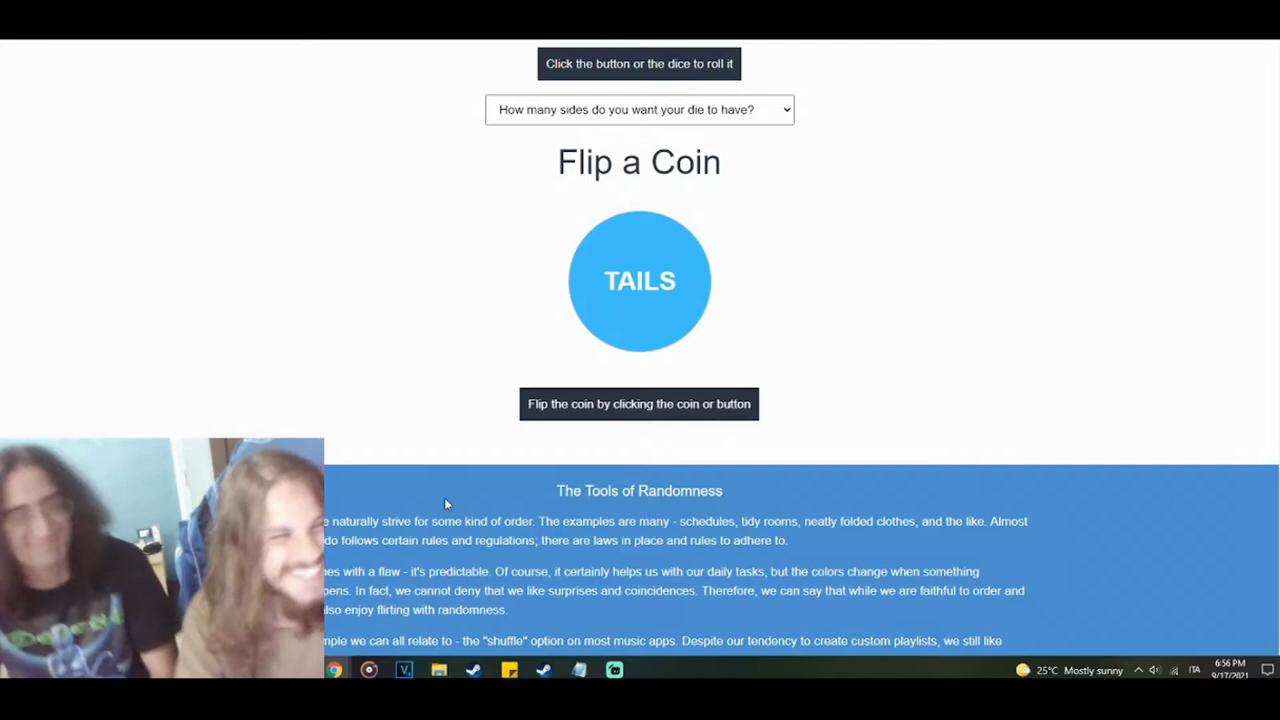 Click the button or the dice to roll it
How many sides do you want your die to have?
Flip a Coin
TAILS
Flip the coin by clicking the coin or button
The Tools of Randomness
naturally strive for some kind of order. The examples are many - schedules, tidy rooms, neatly folded clothes, and the like. Almost
do follows certain rules and regulations; there are laws in place and rules to adhere to.
with a flaw - it's predictable. Of course, it certainly helps us with our daily tasks, but the colors change when something
In fact, we cannot deny that we like surprises and coincidences. Therefore, we can say that while we are faithful to order and
also enjoy flirting with randomness.
we can all relate to - the "shuffle" option on most music apps. Despite our tendency to create custom playlists, we still like
25°C Mostly sunny
ITA
6:56 PM
9/17/2021